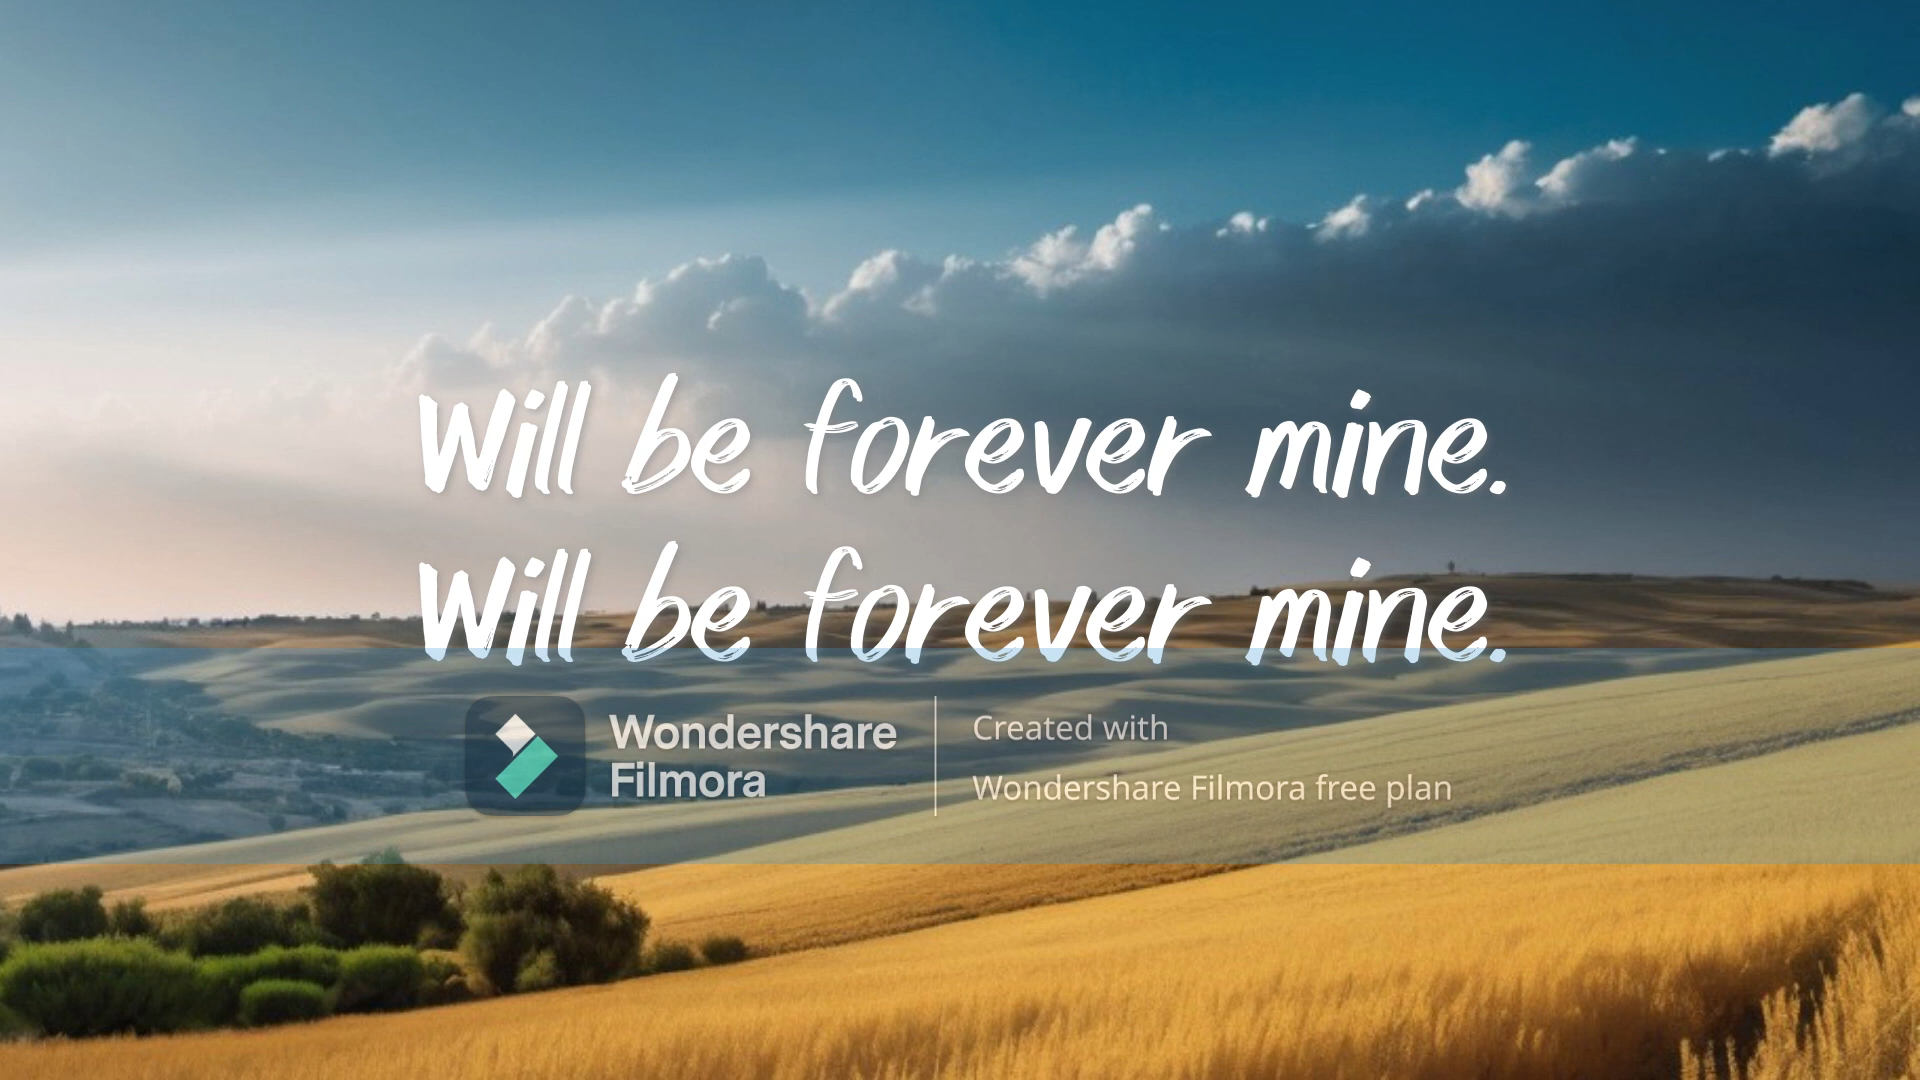 Will be forever mine.
Will be forever mine.
Wondershare
Filmora
Created with
Wondershare Filmora free plan